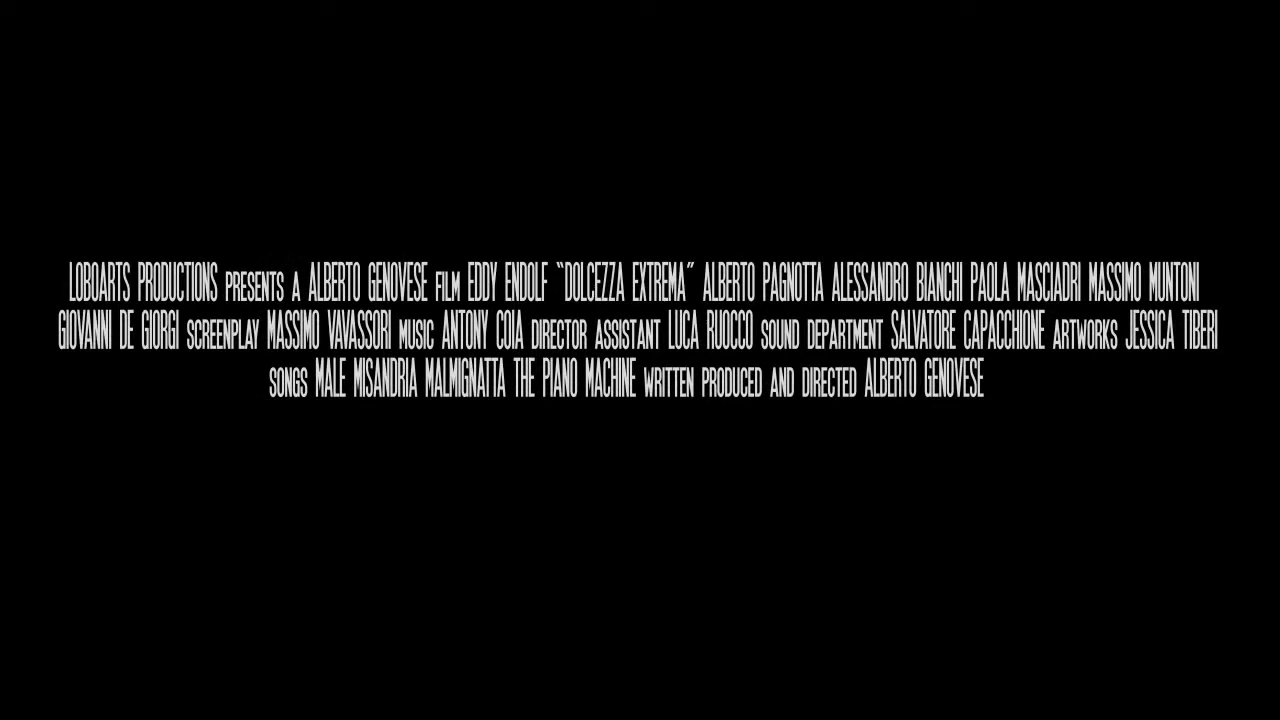 LOBOARTS PRODUCTIONS PRESENTS A ALBERTO GENOVESE FILM EDDY ENDOLF "DOLCEZZA EXTREMA" ALBERTO PAGNOTTA ALESSANDRO BIANCHI PAOLA MASCIADRI MASSIMO MUNTONI
GIOVANNI DE GIORGI SCREENPLAY MASSIMO VAVASSORI MUSIC ANTONY COIA DIRECTOR ASSISTANT LUCA RUOCCO SOUND DEPARTMENT SALVATORE CAPACCHIONE ARTWORKS JESSICA TIBERI
SONGS MALE MISANDRIA MALMIGNATTA THE PIANO MACHINE WRITTEN PRODUCED AND DIRECTED ALBERTO GENOVESE